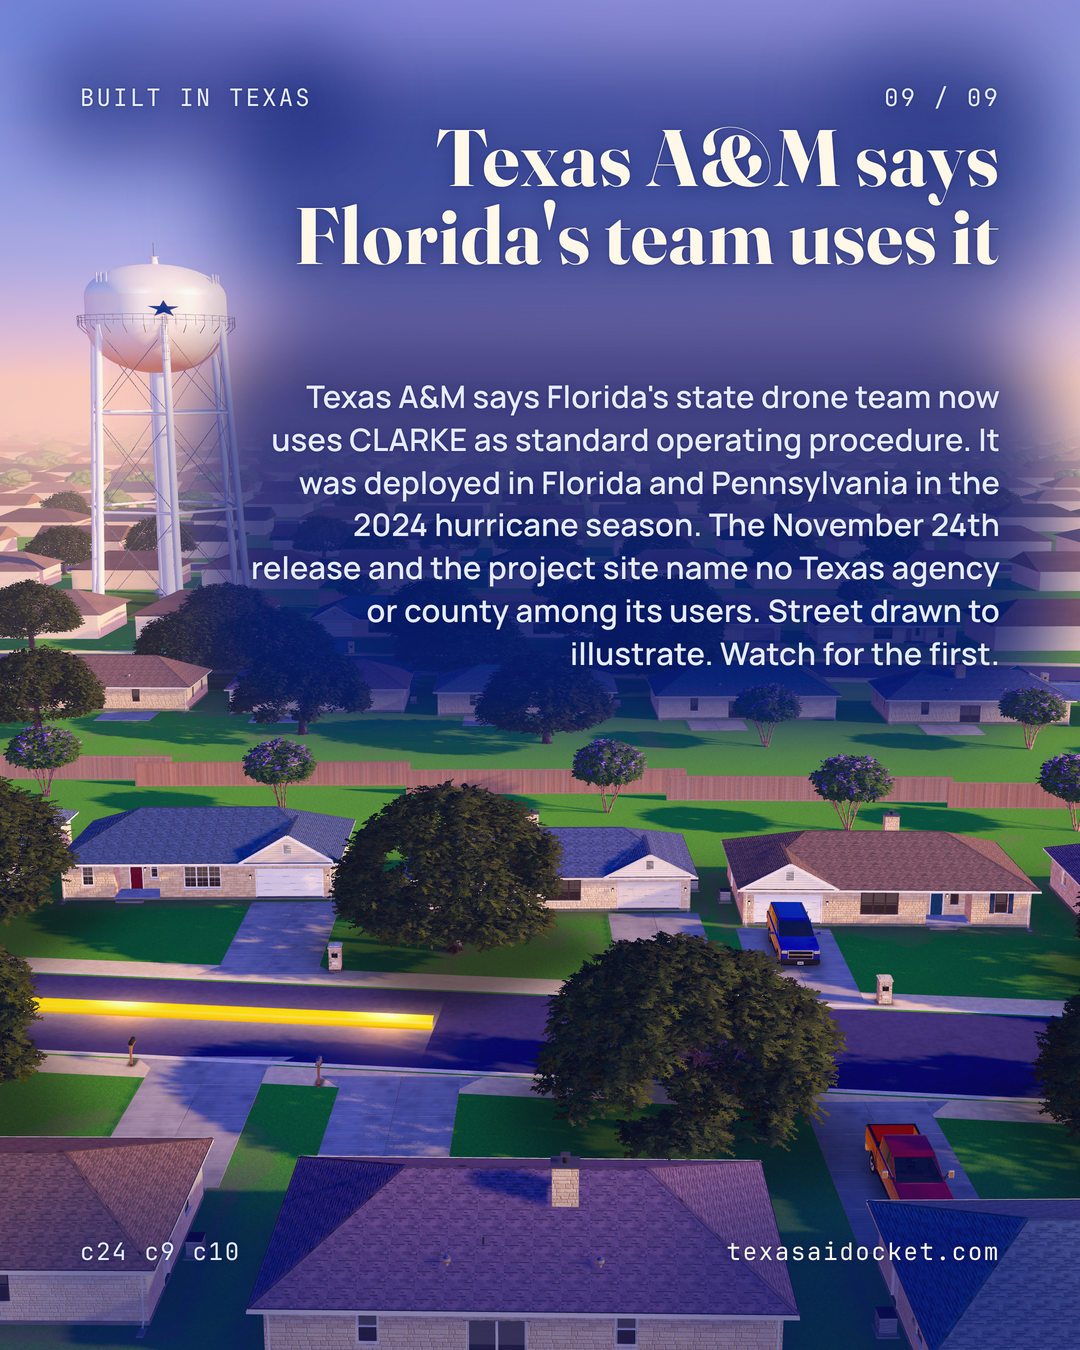 BUILT IN TEXAS
09 / 09
Texas A&M says
Florida's team uses it
Texas A&M says Florida's state drone team now
uses CLARKE as standard operating procedure. It
was deployed in Florida and Pennsylvania in the
2024 hurricane season. The November 24th
release and the project site name no Texas agency
or county among its users. Street drawn to
illustrate. Watch for the first.
c24 c9 c10
texasaidocket.com